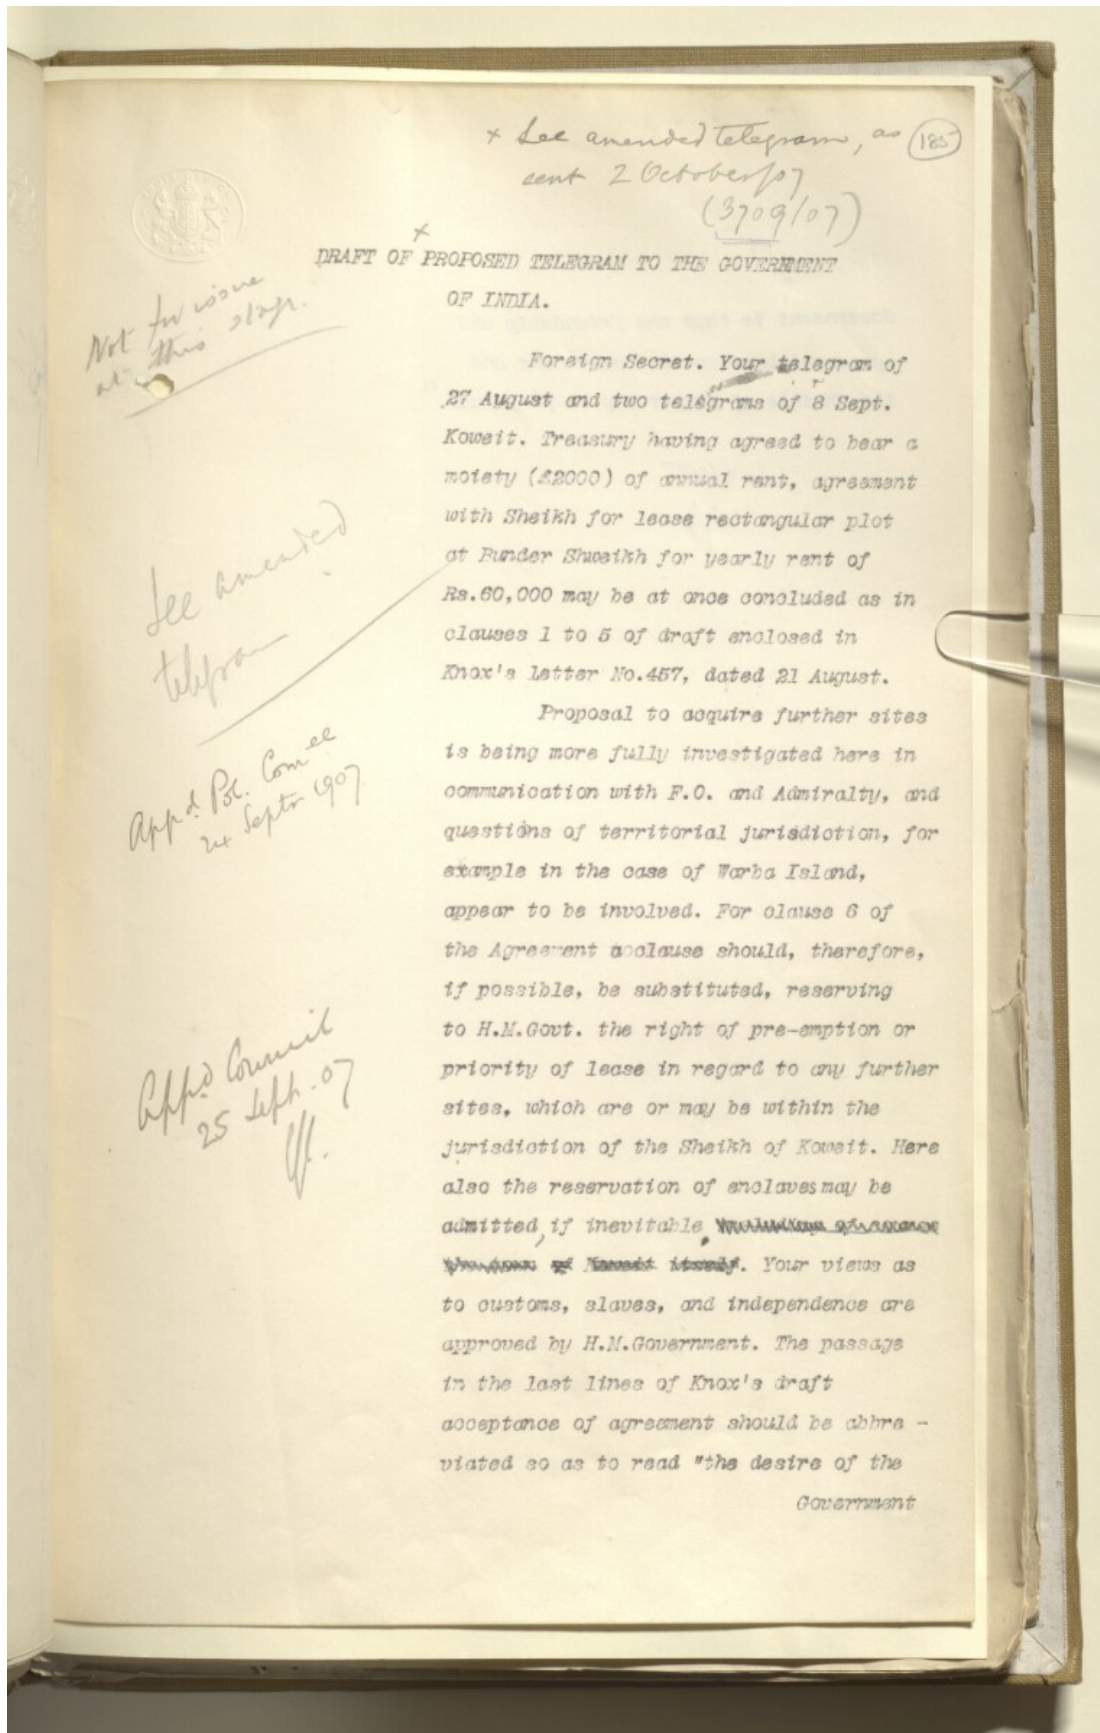 x See amended telegram, as
185
sent 2 October/07
(3709/07)
x
DRAFT OF PROPOSED TELEGRAM TO THE GOVERNMENT
OF INDIA.
Not for issue
at this stage.
Foreign Secret. Your telegram of
27 August and two telegrams of 8 Sept.
Koweit. Treasury having agreed to bear a
moiety (£2000) of annual rent, agreement
with Sheikh for lease rectangular plot
at Bunder Shweikh for yearly rent of
Rs.60,000 may be at once concluded as in
clauses 1 to 5 of draft enclosed in
Knox's letter No.457, dated 21 August.
See amended
telegram
Proposal to acquire further sites
is being more fully investigated here in
communication with F.O. and Admiralty, and
questions of territorial jurisdiction, for
example in the case of Warba Island,
appear to be involved. For clause 6 of
the Agreement a clause should, therefore,
if possible, be substituted, reserving
to H.M.Govt. the right of pre-emption or
priority of lease in regard to any further
sites, which are or may be within the
jurisdiction of the Sheikh of Koweit. Here
also the reservation of enclaves may be
admitted, if inevitable
of Koweit itself. Your views as
to customs, slaves, and independence are
approved by H.M.Government. The passage
in the last lines of Knox's draft
acceptance of agreement should be abbre -
viated so as to read "the desire of the
Government
Appd. Pol. Comee
24 Septr 1907
Appd Council
25 Septr. 07